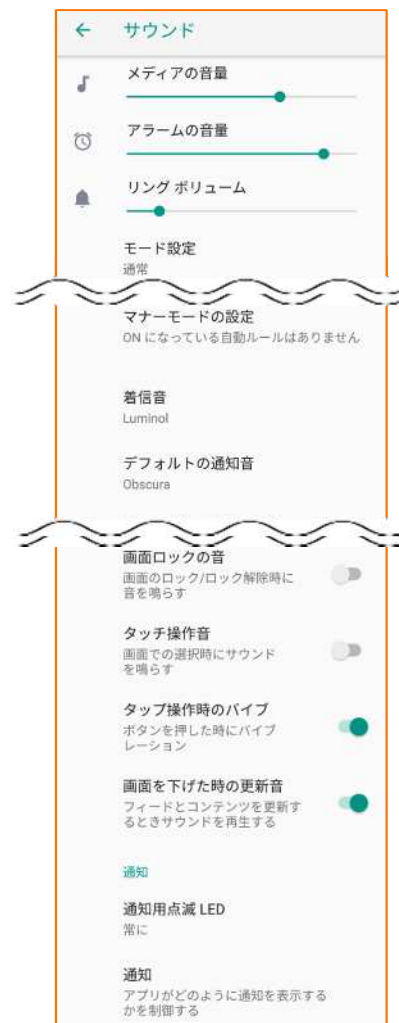 サウンド
メディアの音量
アラームの音量
リング ボリューム
モード設定
通常
マナーモードの設定
ON になっている自動ルールはありません
着信音
Luminol
デフォルトの通知音
Obscura
画面ロックの音
画面のロック/ロック解除時に
音を鳴らす
タッチ操作音
画面での選択時にサウンド
を鳴らす
タップ操作時のバイブ
ボタンを押した時にバイブ
レーション
画面を下げた時の更新音
フィードとコンテンツを更新す
るときサウンドを再生する
通知
通知用点滅 LED
常に
通知
アプリがどのように通知を表示する
かを制御する